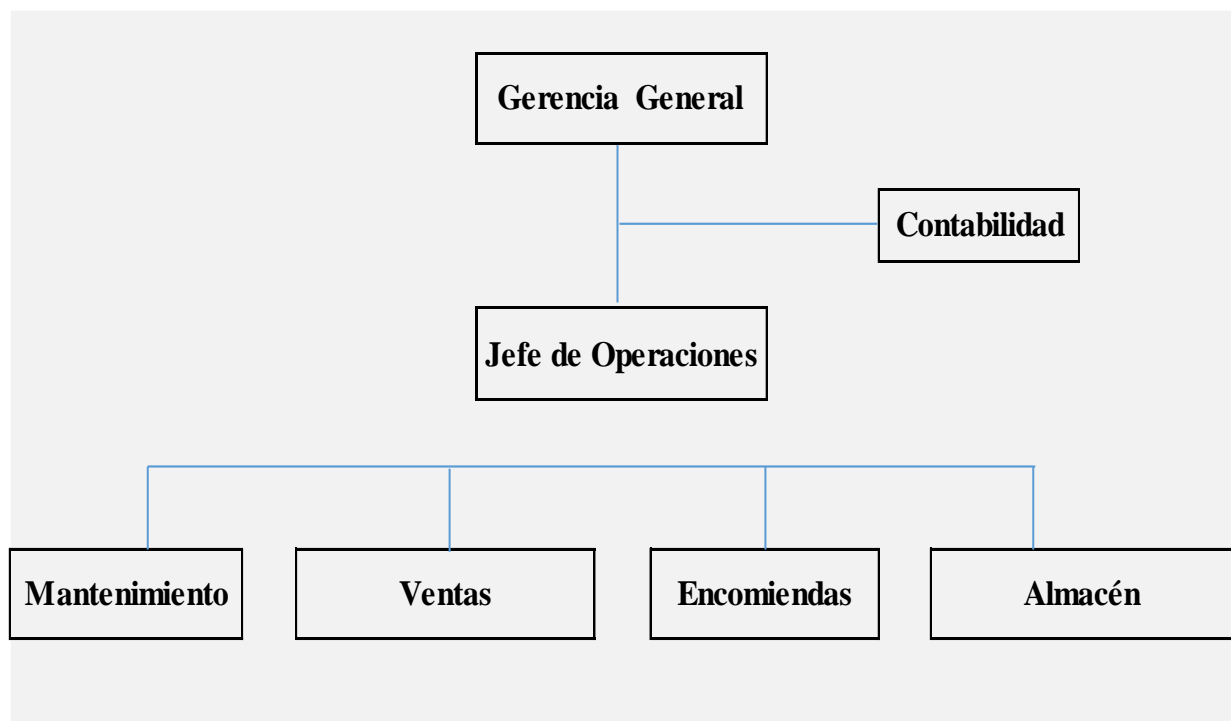 Gerencia General
Contabilidad
Jefe de Operaciones
Mantenimiento
Ventas
Encomiendas
Almacén